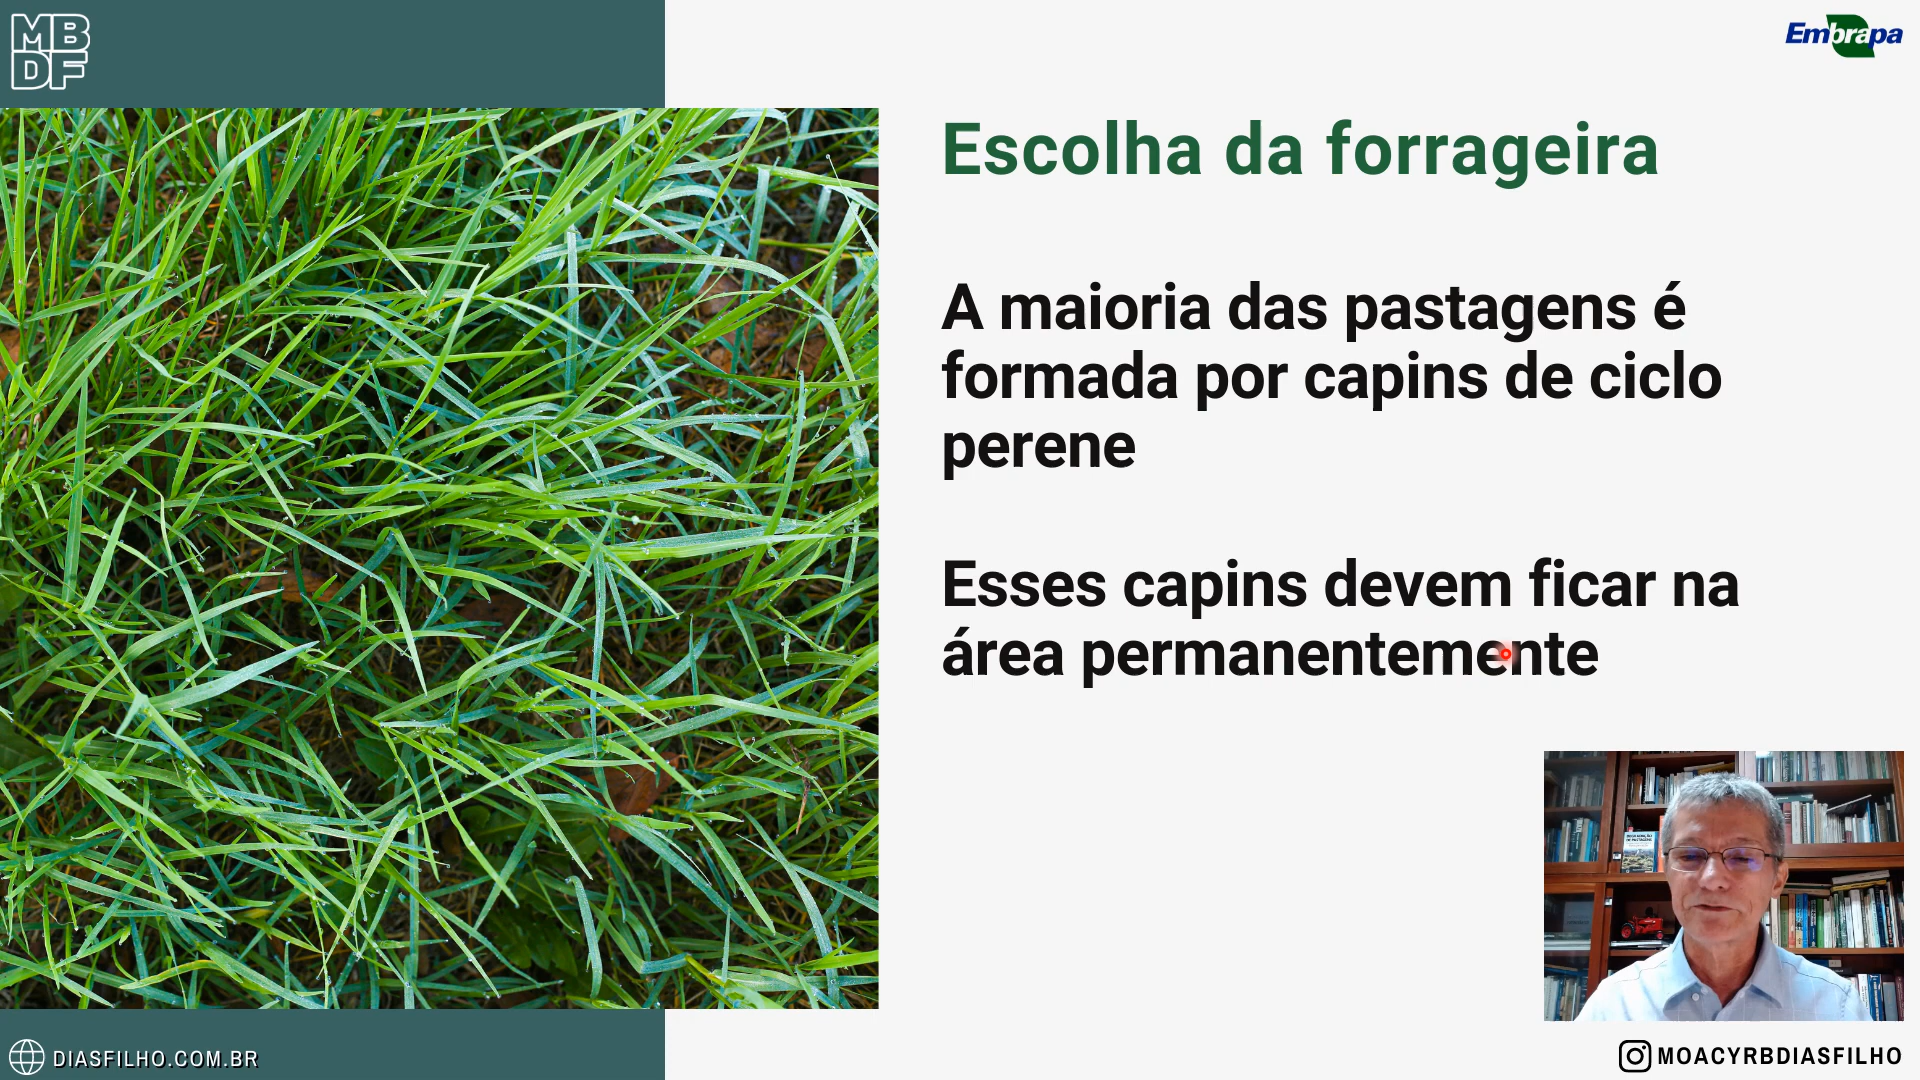 MB
DF
Embrapa
Escolha da forrageira
A maioria das pastagens é
formada por capins de ciclo
perene
Esses capins devem ficar na
área permanentemente
DIASFILHO.COM.BR
MOACYRBDIASFILHO